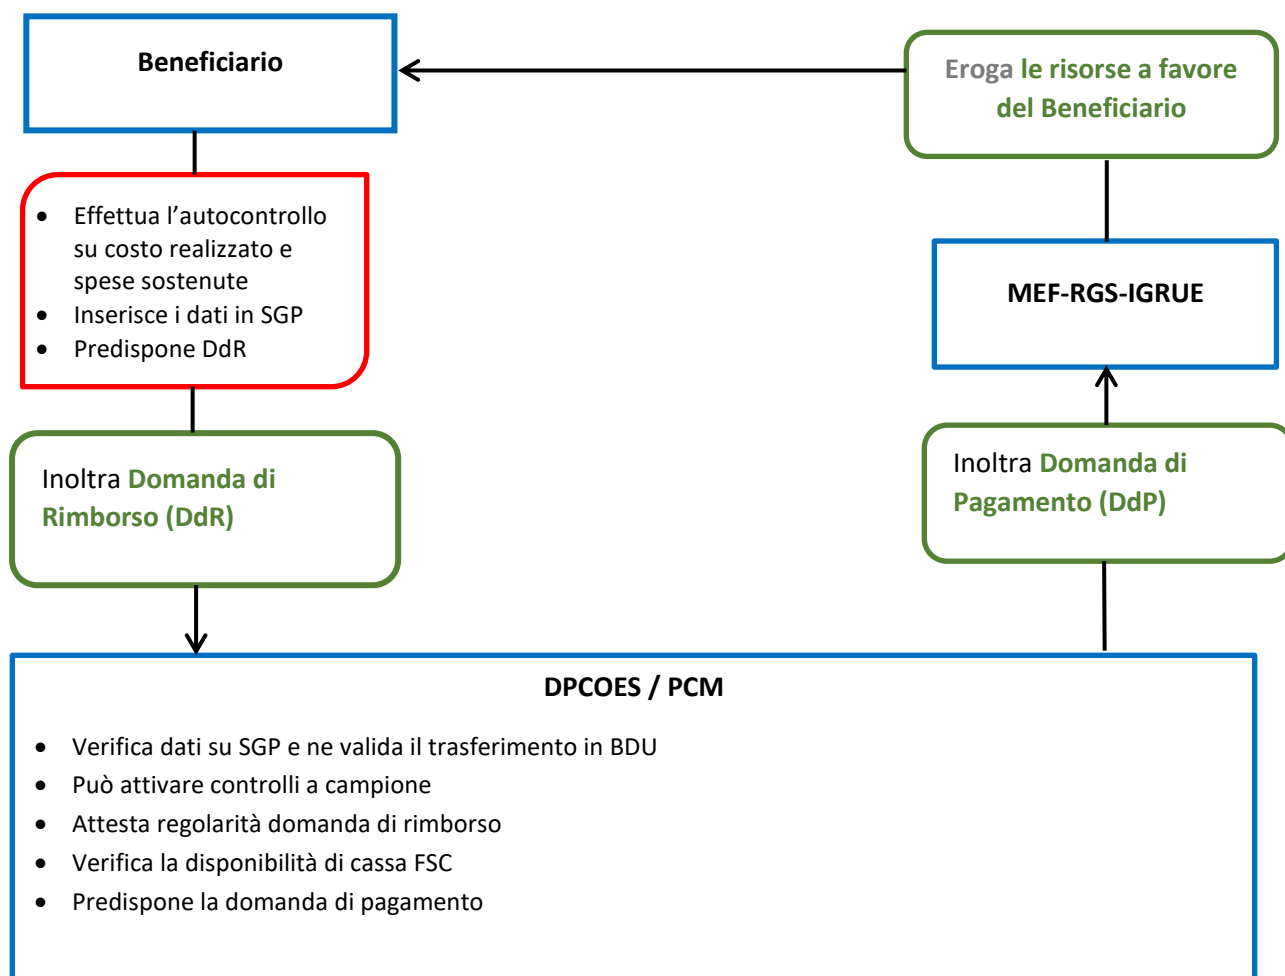 Beneficiario
Eroga le risorse a favore
del Beneficiario
• Effettua l’autocontrollo
su costo realizzato e
spese sostenute
• Inserisce i dati in SGP
• Predispone DdR
MEF-RGS-IGRUE
Inoltra Domanda di
Rimborso (DdR)
Inoltra Domanda di
Pagamento (DdP)
DPCOES / PCM
• Verifica dati su SGP e ne valida il trasferimento in BDU
• Può attivare controlli a campione
• Attesta regolarità domanda di rimborso
• Verifica la disponibilità di cassa FSC
• Predispone la domanda di pagamento